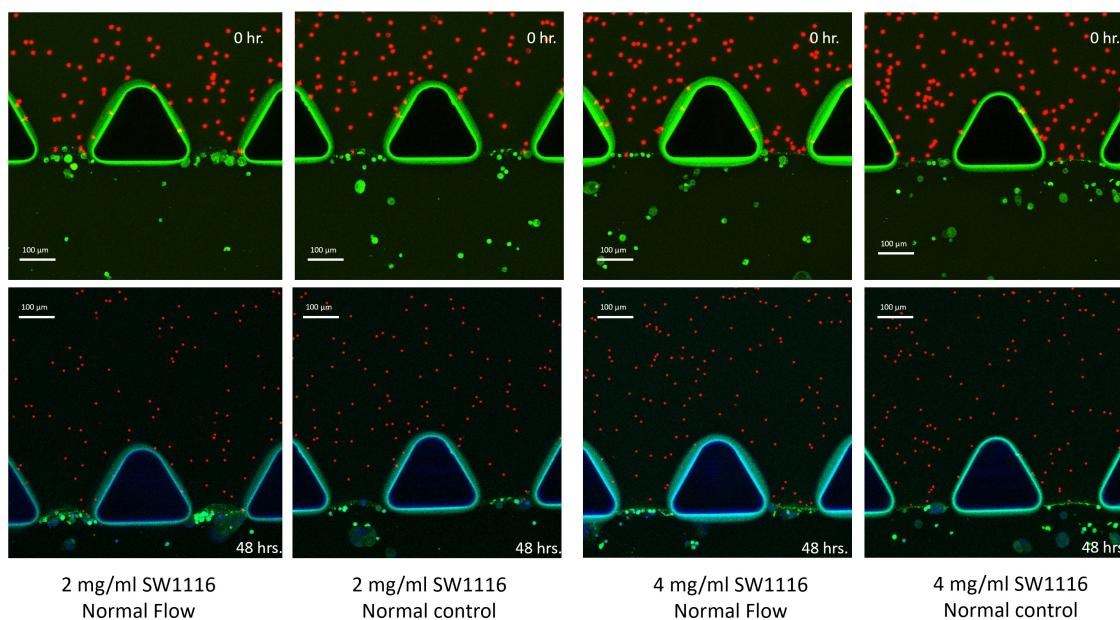 0 hr.
0 hr.
0 hr.
0 hr.
100 µm
100 µm
100 µm
100 µm
100 µm
100 µm
100 µm
100 µm
48 hrs.
48 hrs.
48 hrs.
48 hrs
2 mg/ml SW1116
Normal Flow
2 mg/ml SW1116
Normal control
4 mg/ml SW1116
Normal Flow
4 mg/ml SW1116
Normal control